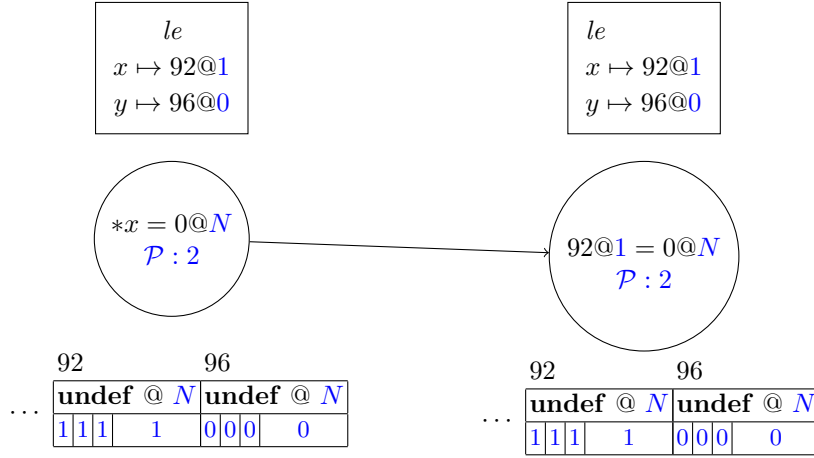 le
x ↦ 92@1
y ↦ 96@0
le
x ↦ 92@1
y ↦ 96@0
∗x = 0@N
𝒫 : 2
92@1 = 0@N
𝒫 : 2
92 96
undef @ N undef @ N
...
1 1 1 1 0 0 0 0
92 96
undef @ N undef @ N
...
1 1 1 1 0 0 0 0